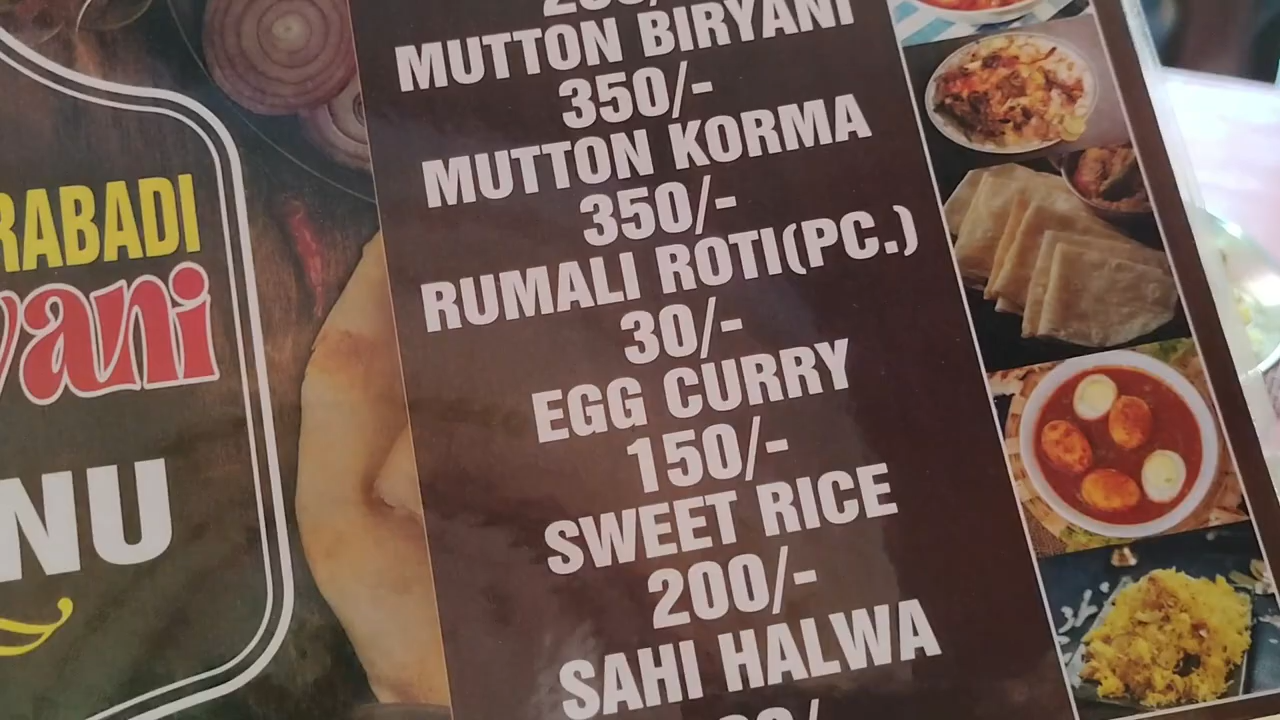 RABADI
yani
NU
MUTTON BIRYANI
350/-
MUTTON KORMA
350/-
RUMALI ROTI(PC.)
30/-
EGG CURRY
150/-
SWEET RICE
200/-
SAHI HALWA